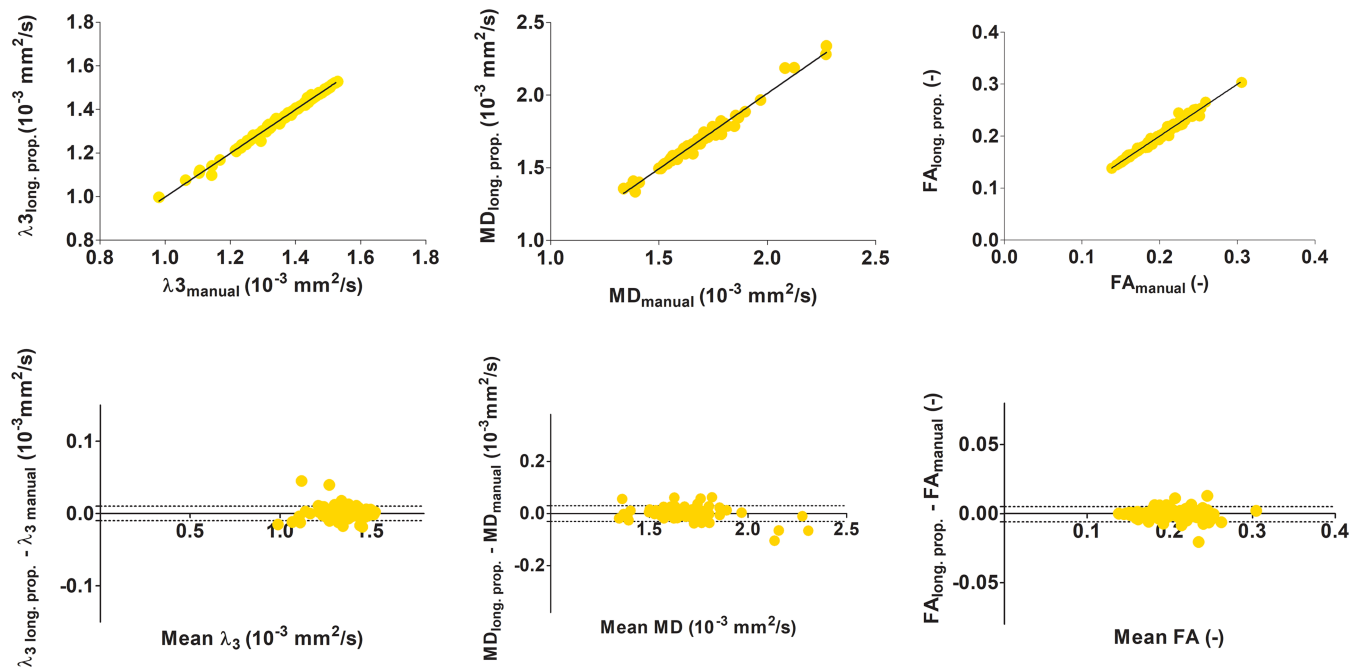 λ3long. prop.(10-3 mm2/s)
1.8
1.6
1.4
1.2
1.0
0.8
0.8 1.0 1.2 1.4 1.6 1.8
λ3manual (10-3 mm2/s)
MDlong. prop. (10-3 mm2/s)
2.5
2.0
1.5
1.0
1.0 1.5 2.0 2.5
MDmanual (10-3 mm2/s)
FAlong. prop. (-)
0.4
0.3
0.2
0.1
0.0
0.0 0.1 0.2 0.3 0.4
FAmanual (-)
λ3 long. prop. - λ3 manual (10-3mm2/s)
0.1
0.0
-0.1
0.5 1.0 1.5
Mean λ3 (10-3 mm2/s)
MDlong. prop. - MDmanual (10-3mm2/s)
0.2
0.0
-0.2
1.5 2.0 2.5
Mean MD (10-3 mm2/s)
FAlong. prop. - FAmanual (-)
0.05
0.00
-0.05
0.1 0.2 0.3 0.4
Mean FA (-)